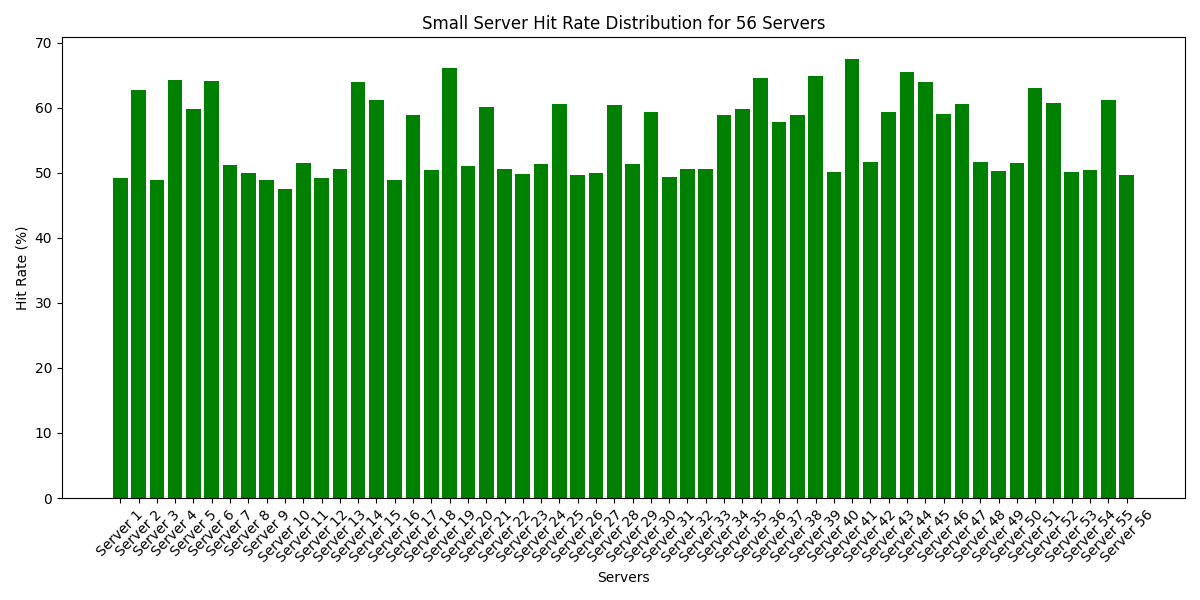 Small Server Hit Rate Distribution for 56 Servers
70
60
50
40
30
20
10
0
Hit Rate (%)
Server 1
Server 2
Server 3
Server 4
Server 5
Server 6
Server 7
Server 8
Server 9
Server 10
Server 11
Server 12
Server 13
Server 14
Server 15
Server 16
Server 17
Server 18
Server 19
Server 20
Server 21
Server 22
Server 23
Server 24
Server 25
Server 26
Server 27
Server 28
Server 29
Server 30
Server 31
Server 32
Server 33
Server 34
Server 35
Server 36
Server 37
Server 38
Server 39
Server 40
Server 41
Server 42
Server 43
Server 44
Server 45
Server 46
Server 47
Server 48
Server 49
Server 50
Server 51
Server 52
Server 53
Server 54
Server 55
Server 56
Servers